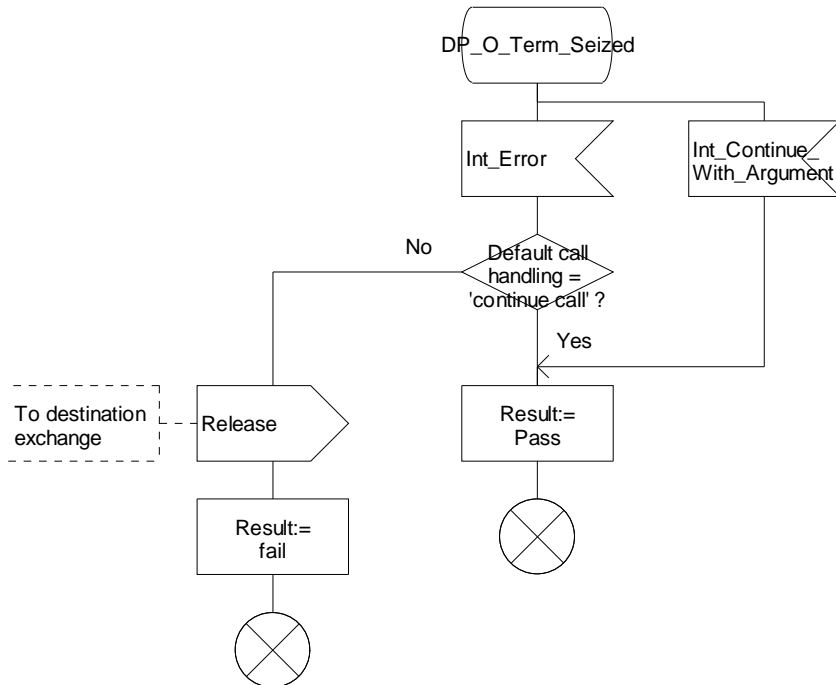 DP_O_Term_Seized
Int_Error
Int_Continue_
With_Argument
No
Default call
handling =
'continue call' ?
Yes
To destination
exchange
Release
Result:=
Pass
Result:=
fail